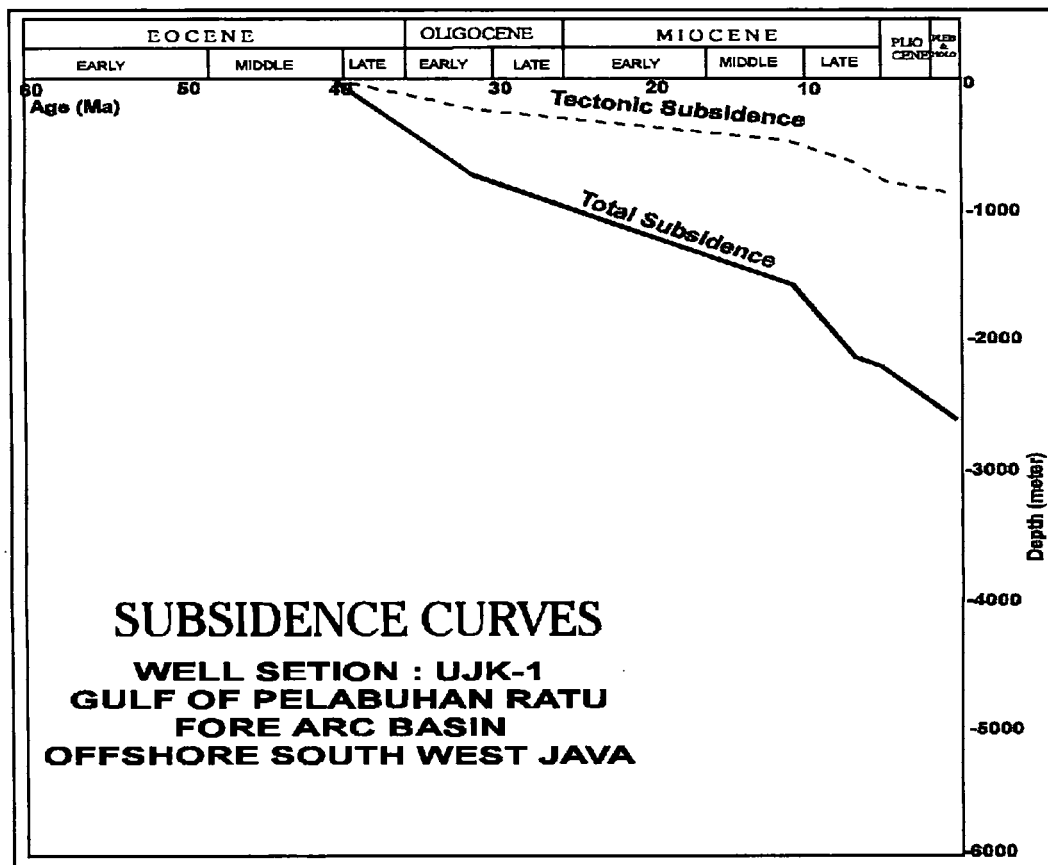 EOCENE OLIGOCENE MIOCENE PLIO CENE PLEIS & HOLO
EARLY MIDDLE LATE EARLY LATE EARLY MIDDLE LATE
60 50 40 30 20 10 0
Age (Ma)
Tectonic Subsidence
Total Subsidence
-1000
-2000
-3000
Depth (meter)
-4000
-5000
-6000
SUBSIDENCE CURVES
WELL SETION : UJK-1
GULF OF PELABUHAN RATU
FORE ARC BASIN
OFFSHORE SOUTH WEST JAVA